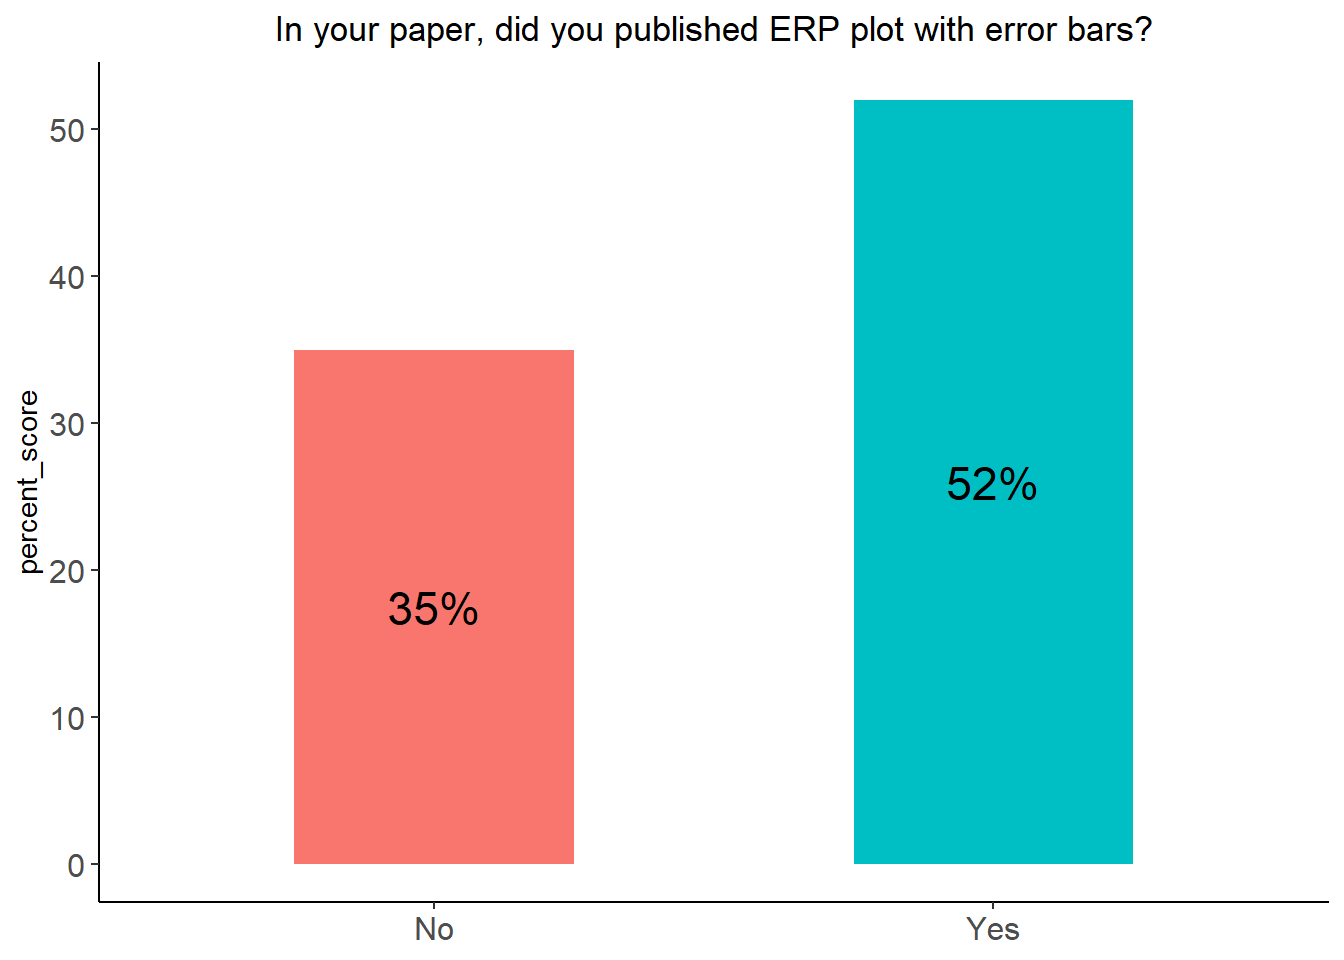 In your paper, did you published ERP plot with error bars?
percent_score
50
40
30
20
10
0
35%
52%
No
Yes